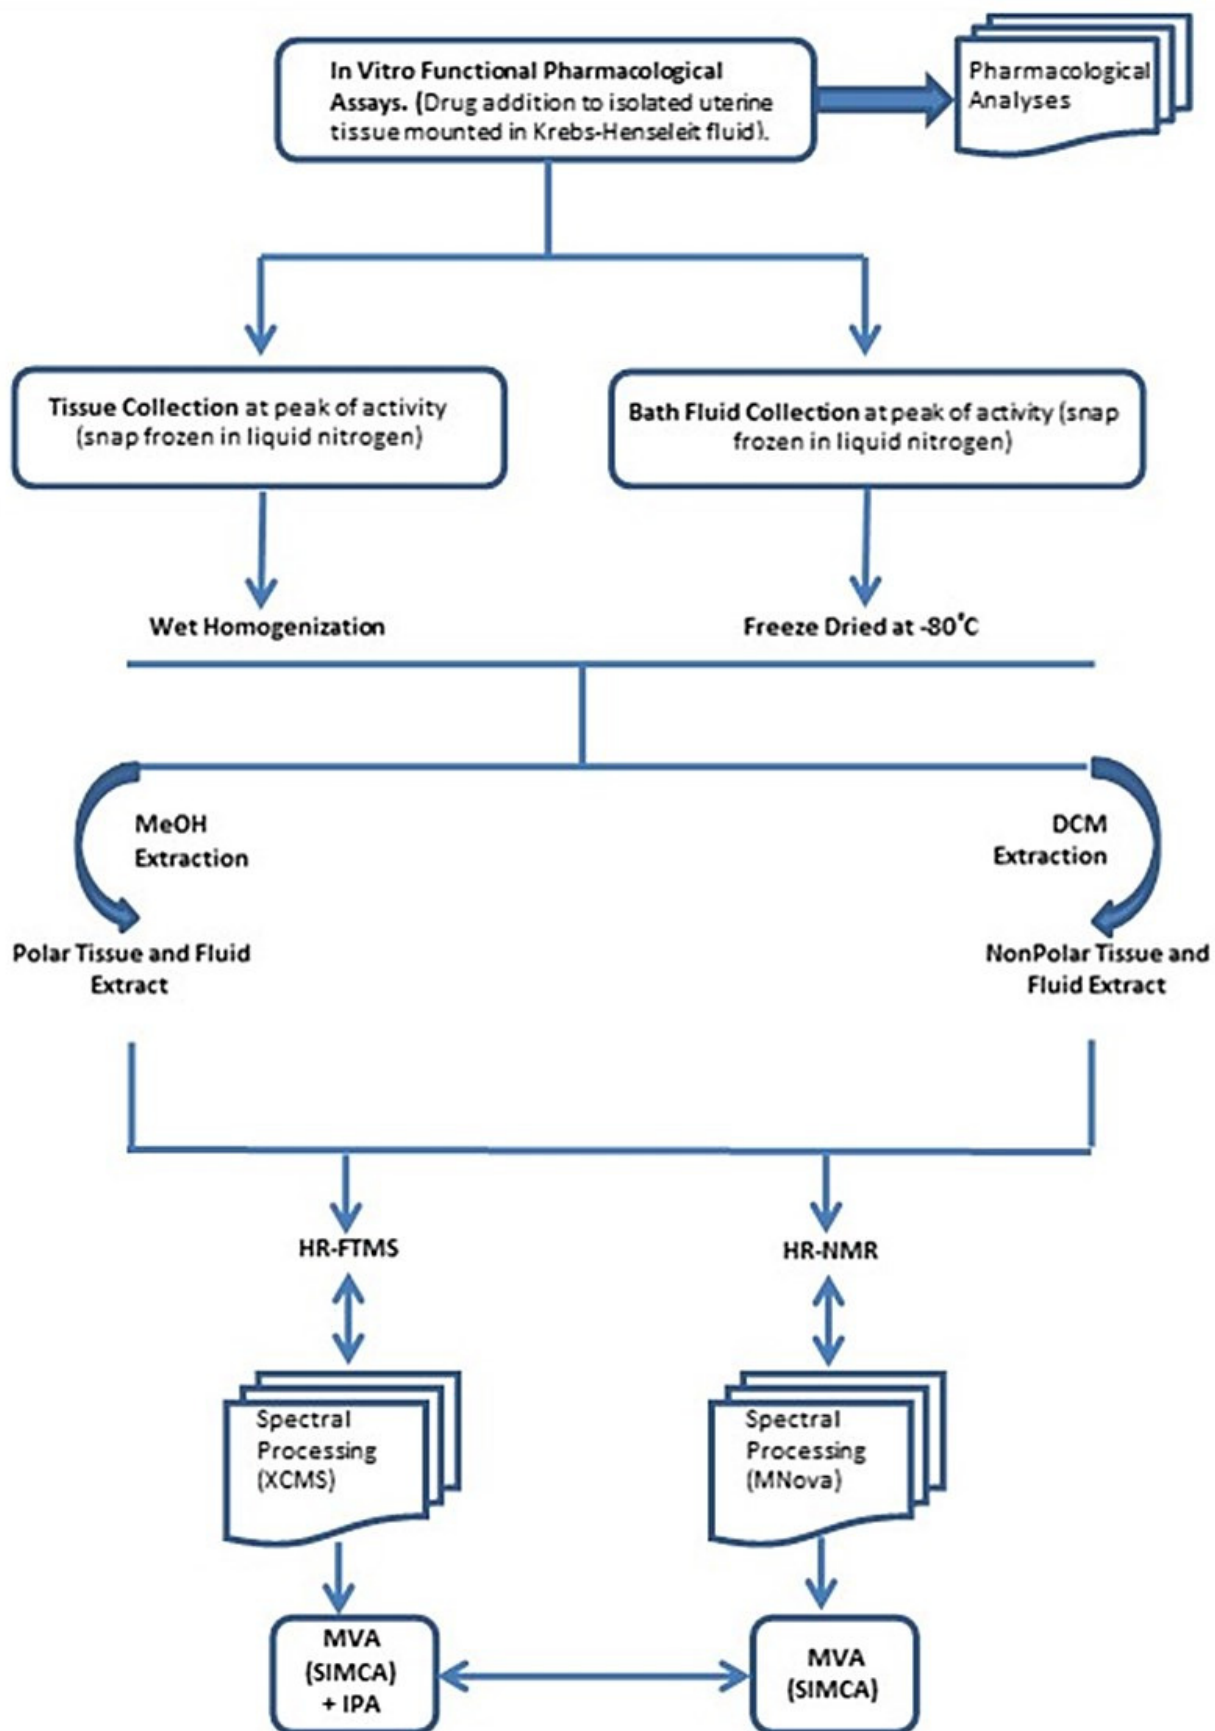 In Vitro Functional Pharmacological
Assays. (Drug addition to isolated uterine
tissue mounted in Krebs-Henseleit fluid).
Pharmacological
Analyses
Tissue Collection at peak of activity
(snap frozen in liquid nitrogen)
Bath Fluid Collection at peak of activity (snap
frozen in liquid nitrogen)
Wet Homogenization
Freeze Dried at -80°C
MeOH
Extraction
DCM
Extraction
Polar Tissue and Fluid
Extract
NonPolar Tissue and
Fluid Extract
HR-FTMS
HR-NMR
Spectral
Processing
(XCMS)
Spectral
Processing
(MNova)
MVA
(SIMCA)
+ IPA
MVA
(SIMCA)